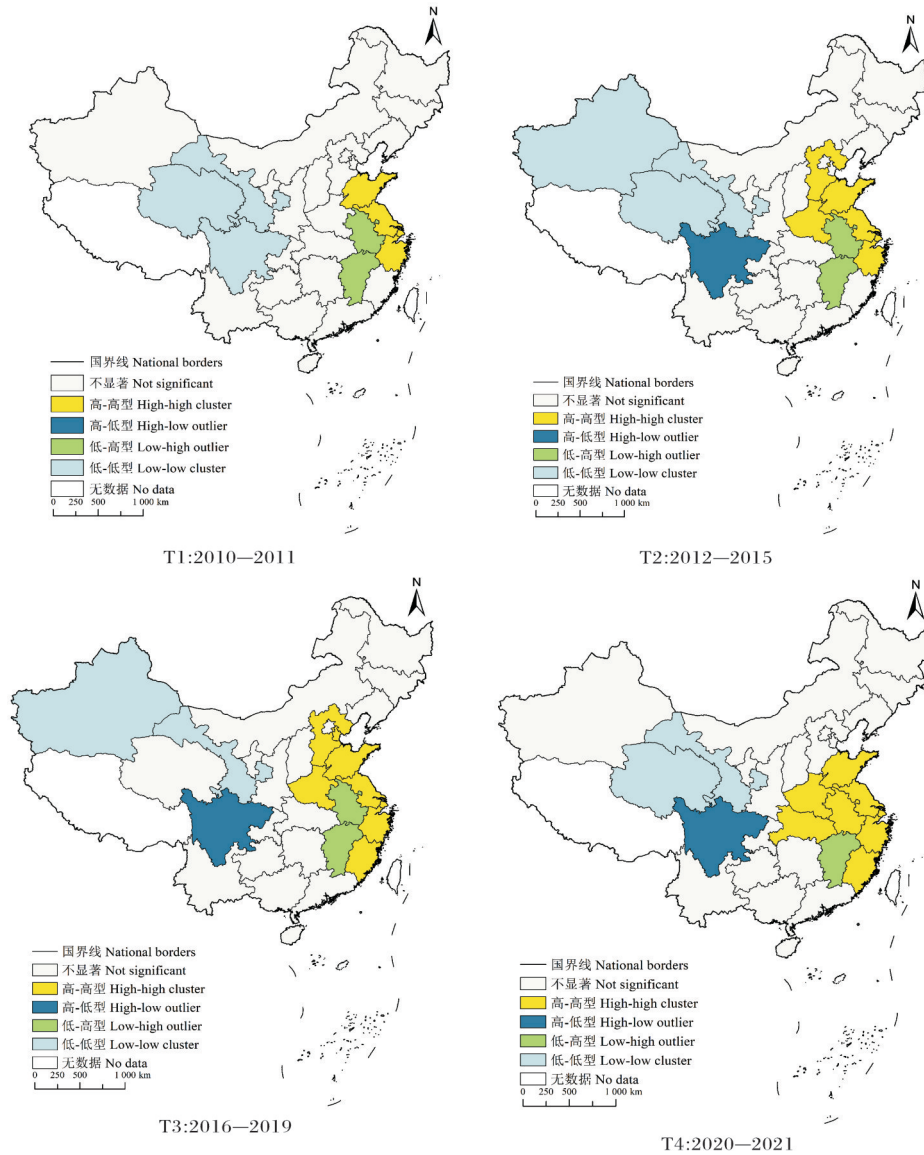 N
国界线 National borders
不显著 Not significant
高-高型 High-high cluster
高-低型 High-low outlier
低-高型 Low-high outlier
低-低型 Low-low cluster
无数据 No data
0 250 500 1 000 km
T1:2010—2011
N
国界线 National borders
不显著 Not significant
高-高型 High-high cluster
高-低型 High-low outlier
低-高型 Low-high outlier
低-低型 Low-low cluster
无数据 No data
0 250 500 1 000 km
T2:2012—2015
N
国界线 National borders
不显著 Not significant
高-高型 High-high cluster
高-低型 High-low outlier
低-高型 Low-high outlier
低-低型 Low-low cluster
无数据 No data
0 250 500 1 000 km
T3:2016—2019
N
国界线 National borders
不显著 Not significant
高-高型 High-high cluster
高-低型 High-low outlier
低-高型 Low-high outlier
低-低型 Low-low cluster
无数据 No data
0 250 500 1 000 km
T4:2020—2021